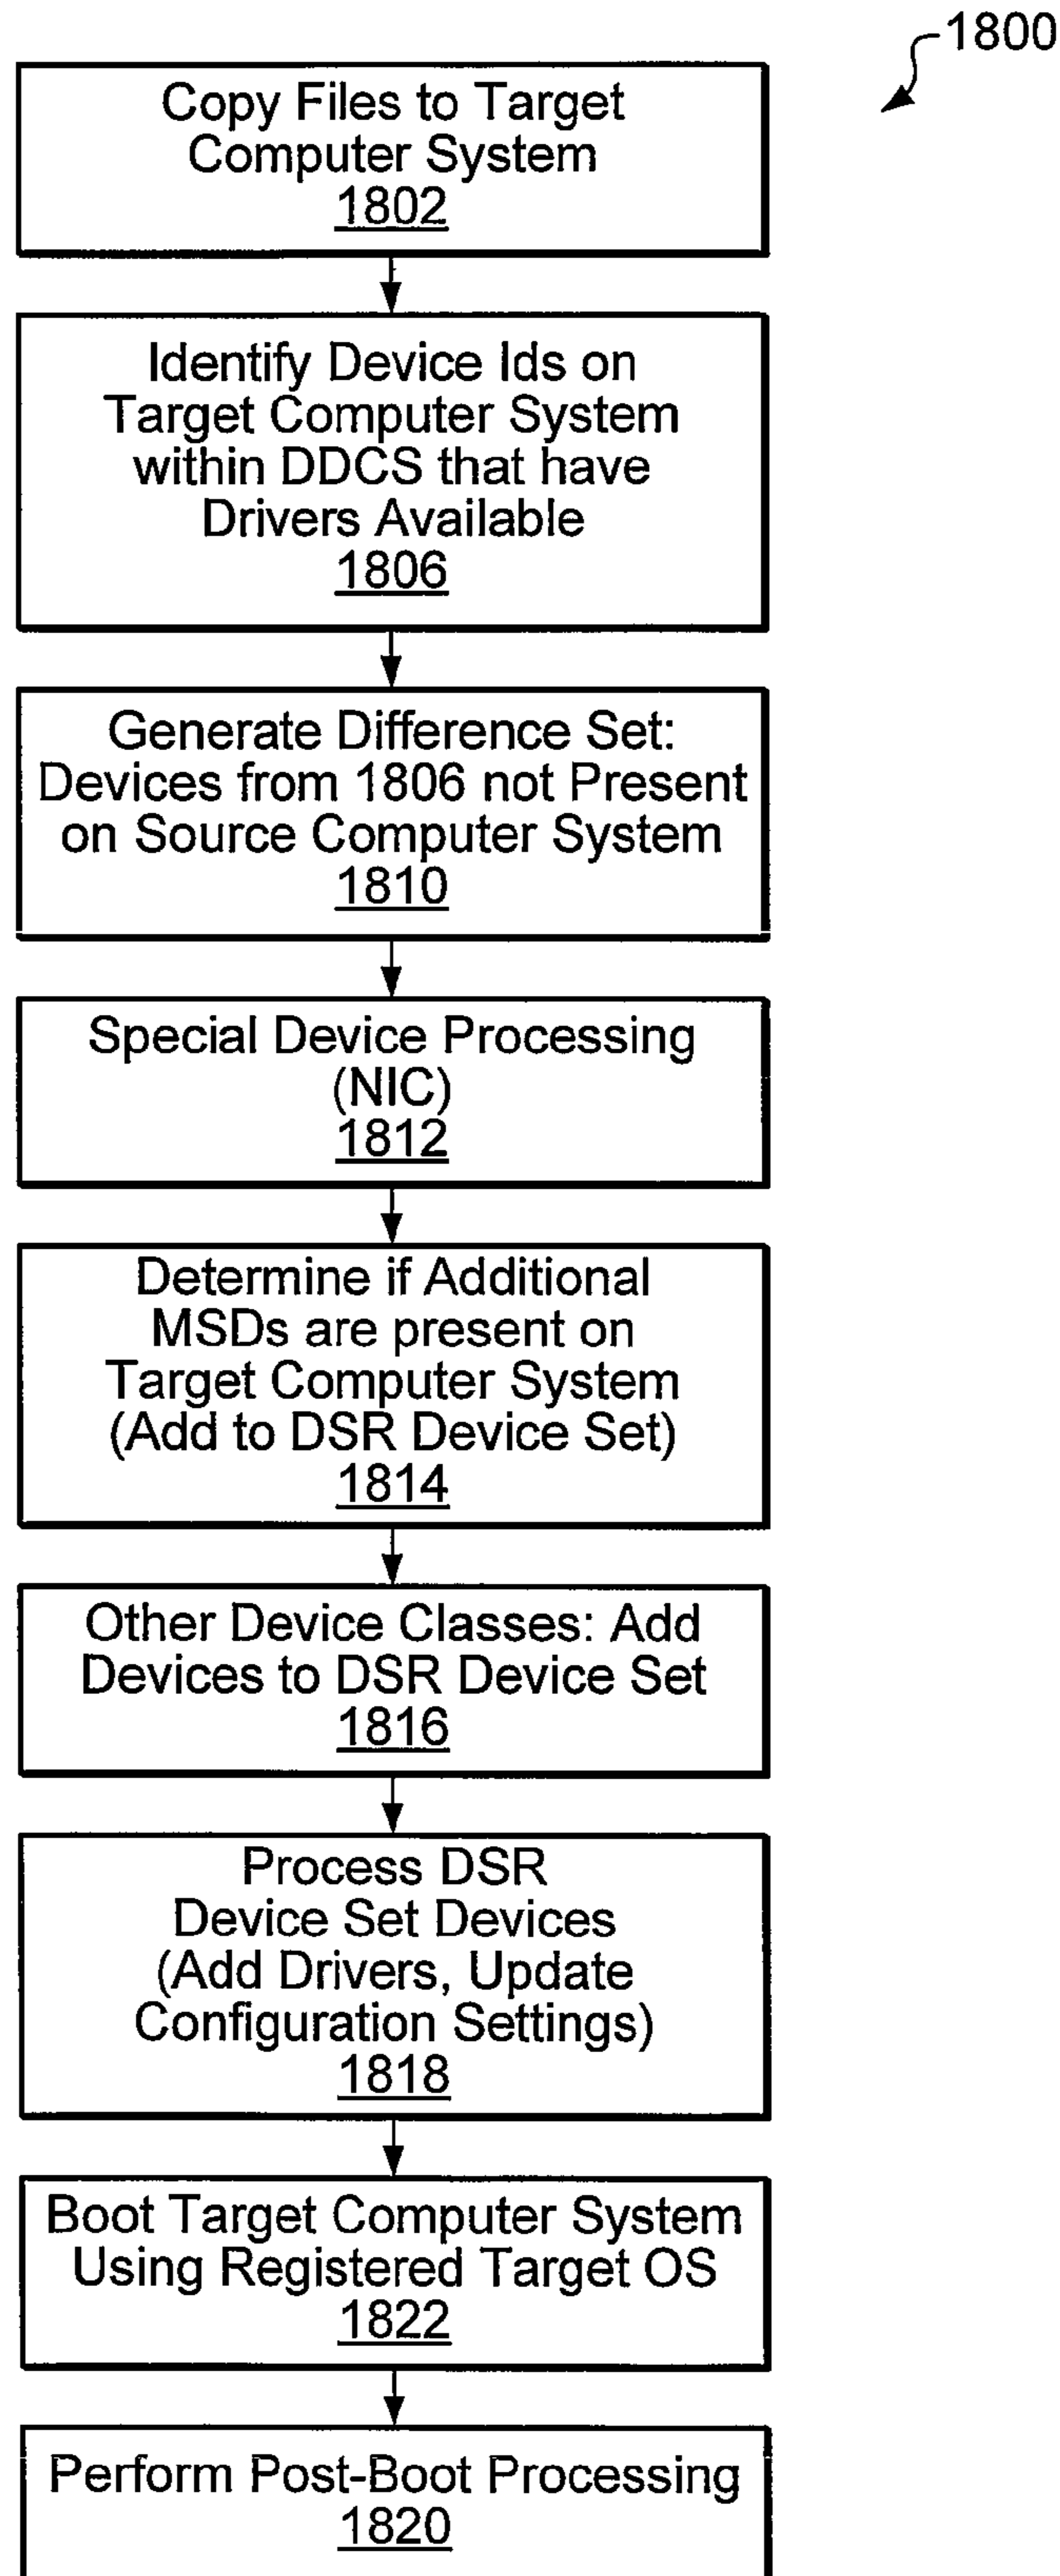 1800
Copy Files to Target
Computer System
1802
Identify Device Ids on
Target Computer System
within DDCS that have
Drivers Available
1806
Generate Difference Set:
Devices from 1806 not Present
on Source Computer System
1810
Special Device Processing
(NIC)
1812
Determine if Additional
MSDs are present on
Target Computer System
(Add to DSR Device Set)
1814
Other Device Classes: Add
Devices to DSR Device Set
1816
Process DSR
Device Set Devices
(Add Drivers, Update
Configuration Settings)
1818
Boot Target Computer System
Using Registered Target OS
1822
Perform Post-Boot Processing
1820